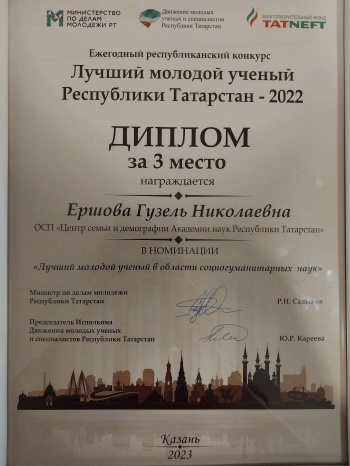 МИНИСТЕРСТВО
ПО ДЕЛАМ
МОЛОДЕЖИ РТ
Движение молодых
ученых и специалистов
Республики Татарстан
БЛАГОТВОРИТЕЛЬНЫЙ ФОНД
TATNEFT
Ежегодный республиканский конкурс
Лучший молодой ученый
Республики Татарстан - 2022
ДИПЛОМ
за 3 место
награждается
Ершова Гузель Николаевна
ОСП «Центр семьи и демографии Академии наук Республики Татарстан»
В НОМИНАЦИИ
«Лучший молодой ученый в области социогуманитарных наук»
Министр по делам молодежи
Республики Татарстан
Р.И. Садыков
Председатель Исполкома
Движения молодых ученых
и специалистов Республики Татарстан
Ю.Р. Кареева
Казань
2023